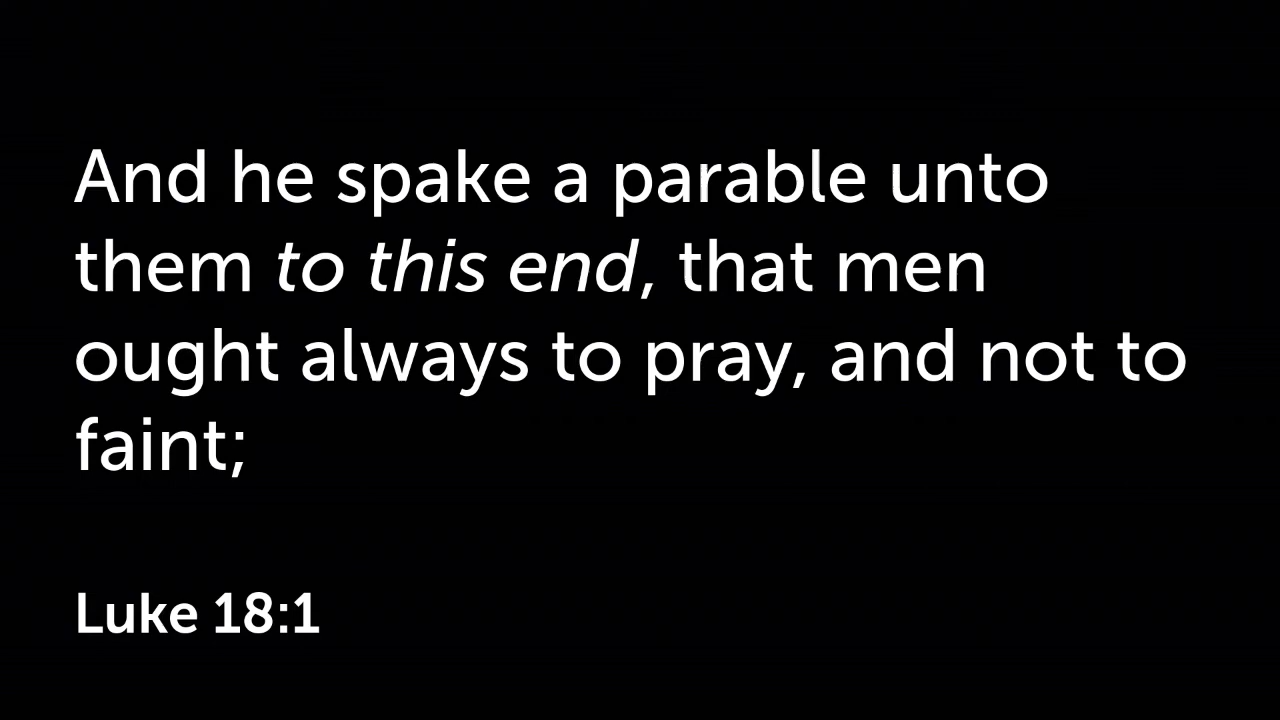 And he spake a parable unto
them to this end, that men
ought always to pray, and not to
faint;
Luke 18:1